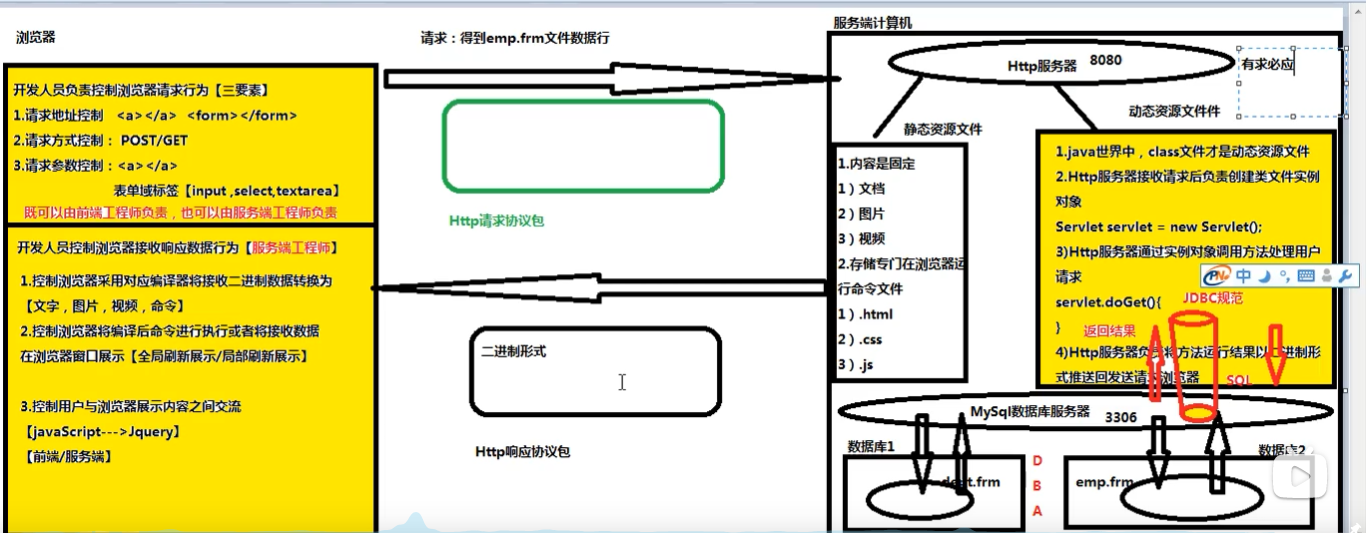 浏览器
请求：得到emp.frm文件数据行
服务端计算机
开发人员负责控制浏览器请求行为【三要素】
1.请求地址控制 <a></a> <form></form>
2.请求方式控制： POST/GET
3.请求参数控制：<a></a>
表单域标签【input ,select,textarea】
既可以由前端工程师负责，也可以由服务端工程师负责
开发人员控制浏览器接收响应数据行为【服务端工程师】
1.控制浏览器采用对应编译器将接收二进制数据转换为
【文字，图片，视频，命令】
2.控制浏览器将编译后命令进行执行或者将接收数据
在浏览器窗口展示【全局刷新展示/局部刷新展示】
3.控制用户与浏览器展示内容之间交流
【javaScript--->Jquery】
【前端/服务端】
Http请求协议包
二进制形式
Http响应协议包
Http服务器 8080
有求必应
静态资源文件
动态资源文件件
1.内容是固定
1）文档
2）图片
3）视频
2.存储专门在浏览器运
行命令文件
1）.html
2）.css
3）.js
1.java世界中，class文件才是动态资源文件
2.Http服务器接收请求后负责创建类文件实例
对象
Servlet servlet = new Servlet();
3)Http服务器通过实例对象调用方法处理用户
请求
中
servlet.doGet(){
JDBC规范
}
返回结果
4)Http服务器负责将方法运行结果以二进制形
式推送回发送请求浏览器
SQL
MySql数据库服务器 3306
数据库1
数据库2
dept.frm
D
B
A
emp.frm